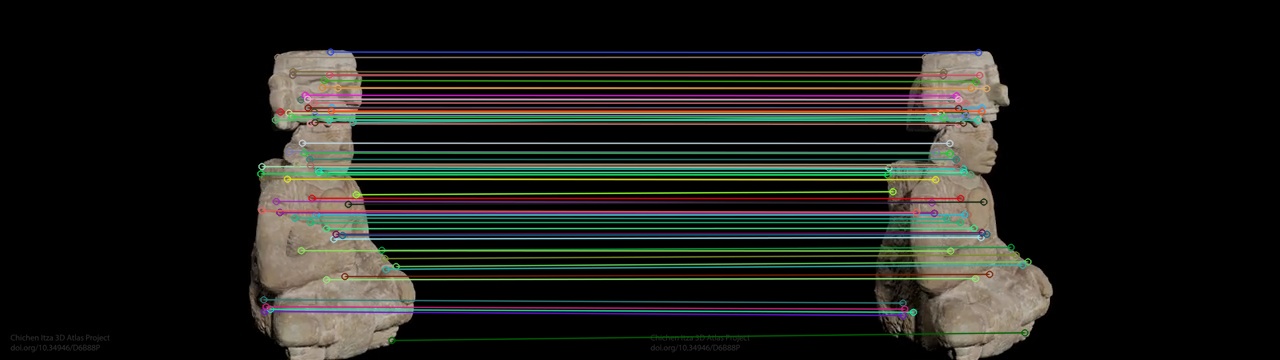 Chichen Itza 3D Atlas Project
doi.org/10.34946/D6B88P
Chichen Itza 3D Atlas Project
doi.org/10.34946/D6B88P